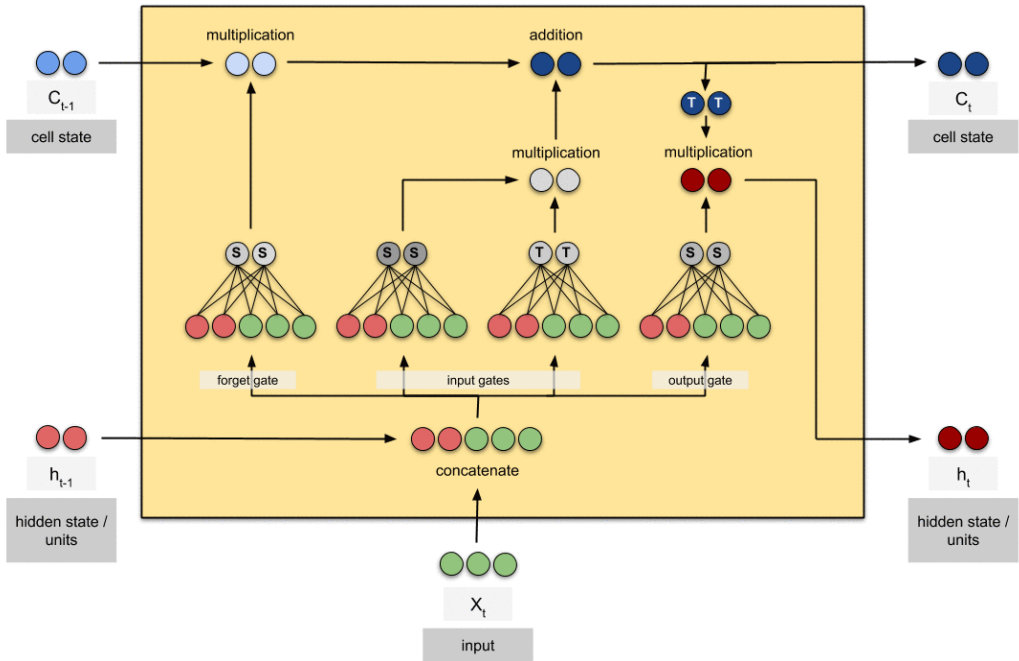 multiplication
addition
C t-1
cell state
T T
C t
cell state
multiplication
multiplication
S S
S S
T T
S S
forget gate
input gates
output gate
concatenate
h t-1
hidden state /
units
h t
hidden state /
units
X t
input